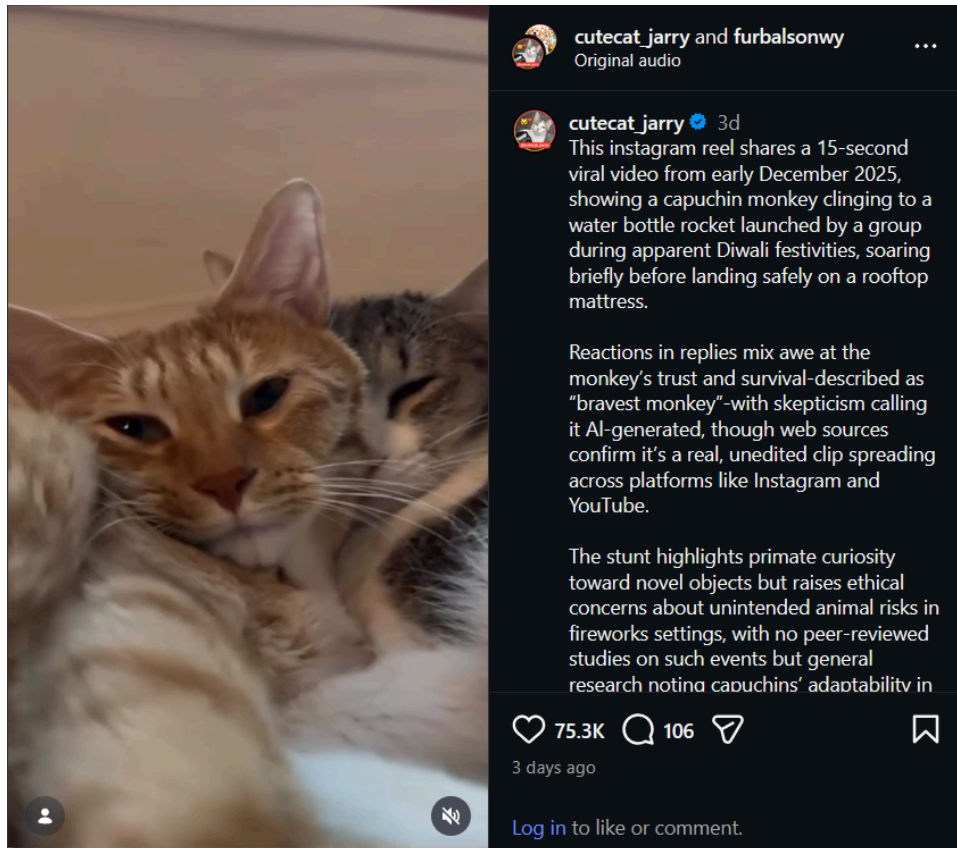 cutecat_jarry and furbalsonwy
Original audio
cutecat_jarry 3d
This instagram reel shares a 15-second
viral video from early December 2025,
showing a capuchin monkey clinging to a
water bottle rocket launched by a group
during apparent Diwali festivities, soaring
briefly before landing safely on a rooftop
mattress.
Reactions in replies mix awe at the
monkey's trust and survival-described as
"bravest monkey"-with skepticism calling
it AI-generated, though web sources
confirm it's a real, unedited clip spreading
across platforms like Instagram and
YouTube.
The stunt highlights primate curiosity
toward novel objects but raises ethical
concerns about unintended animal risks in
fireworks settings, with no peer-reviewed
studies on such events but general
research noting capuchins' adaptability in
75.3K 106
3 days ago
Log in to like or comment.